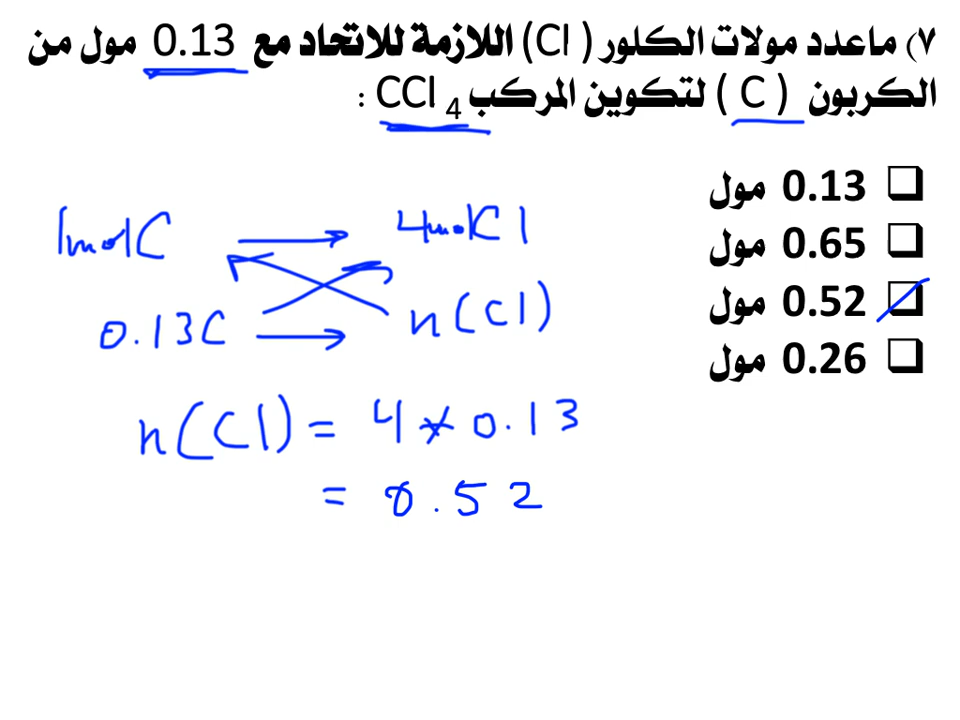 ٧) ماعدد مولات الكلور ( Cl ) اللازمة للاتحاد مع 0.13 مول من
الكربون ( C ) لتكوين المركب CCl 4 :
❑ 0.13 مول
❑ 0.65 مول
❑ 0.52 مول
❑ 0.26 مول
1molC → 4molCl
0.13C → n(Cl)
n(Cl) = 4 * 0.13
= 0.52